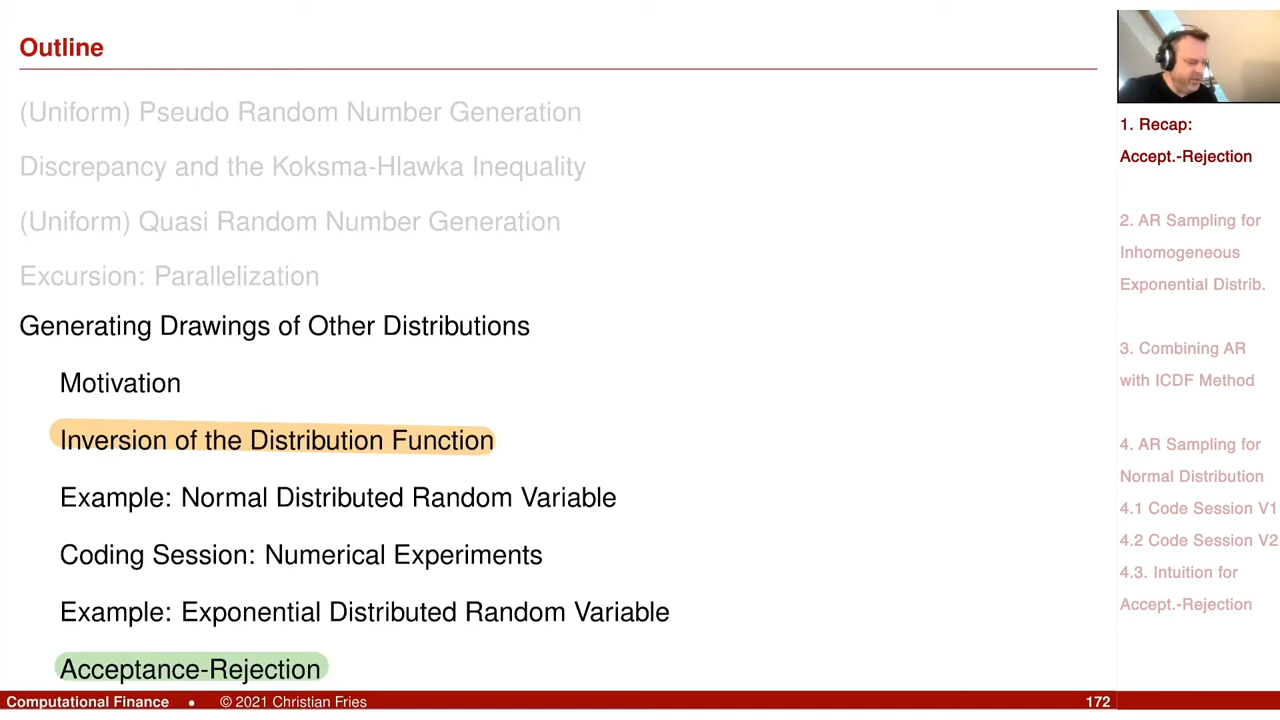 Outline
(Uniform) Pseudo Random Number Generation
Discrepancy and the Koksma-Hlawka Inequality
(Uniform) Quasi Random Number Generation
Excursion: Parallelization
Generating Drawings of Other Distributions
Motivation
Inversion of the Distribution Function
Example: Normal Distributed Random Variable
Coding Session: Numerical Experiments
Example: Exponential Distributed Random Variable
Acceptance-Rejection
Computational Finance • © 2021 Christian Fries 172
1. Recap:
Accept.-Rejection
2. AR Sampling for
Inhomogeneous
Exponential Distrib.
3. Combining AR
with ICDF Method
4. AR Sampling for
Normal Distribution
4.1 Code Session V1
4.2 Code Session V2
4.3. Intuition for
Accept.-Rejection